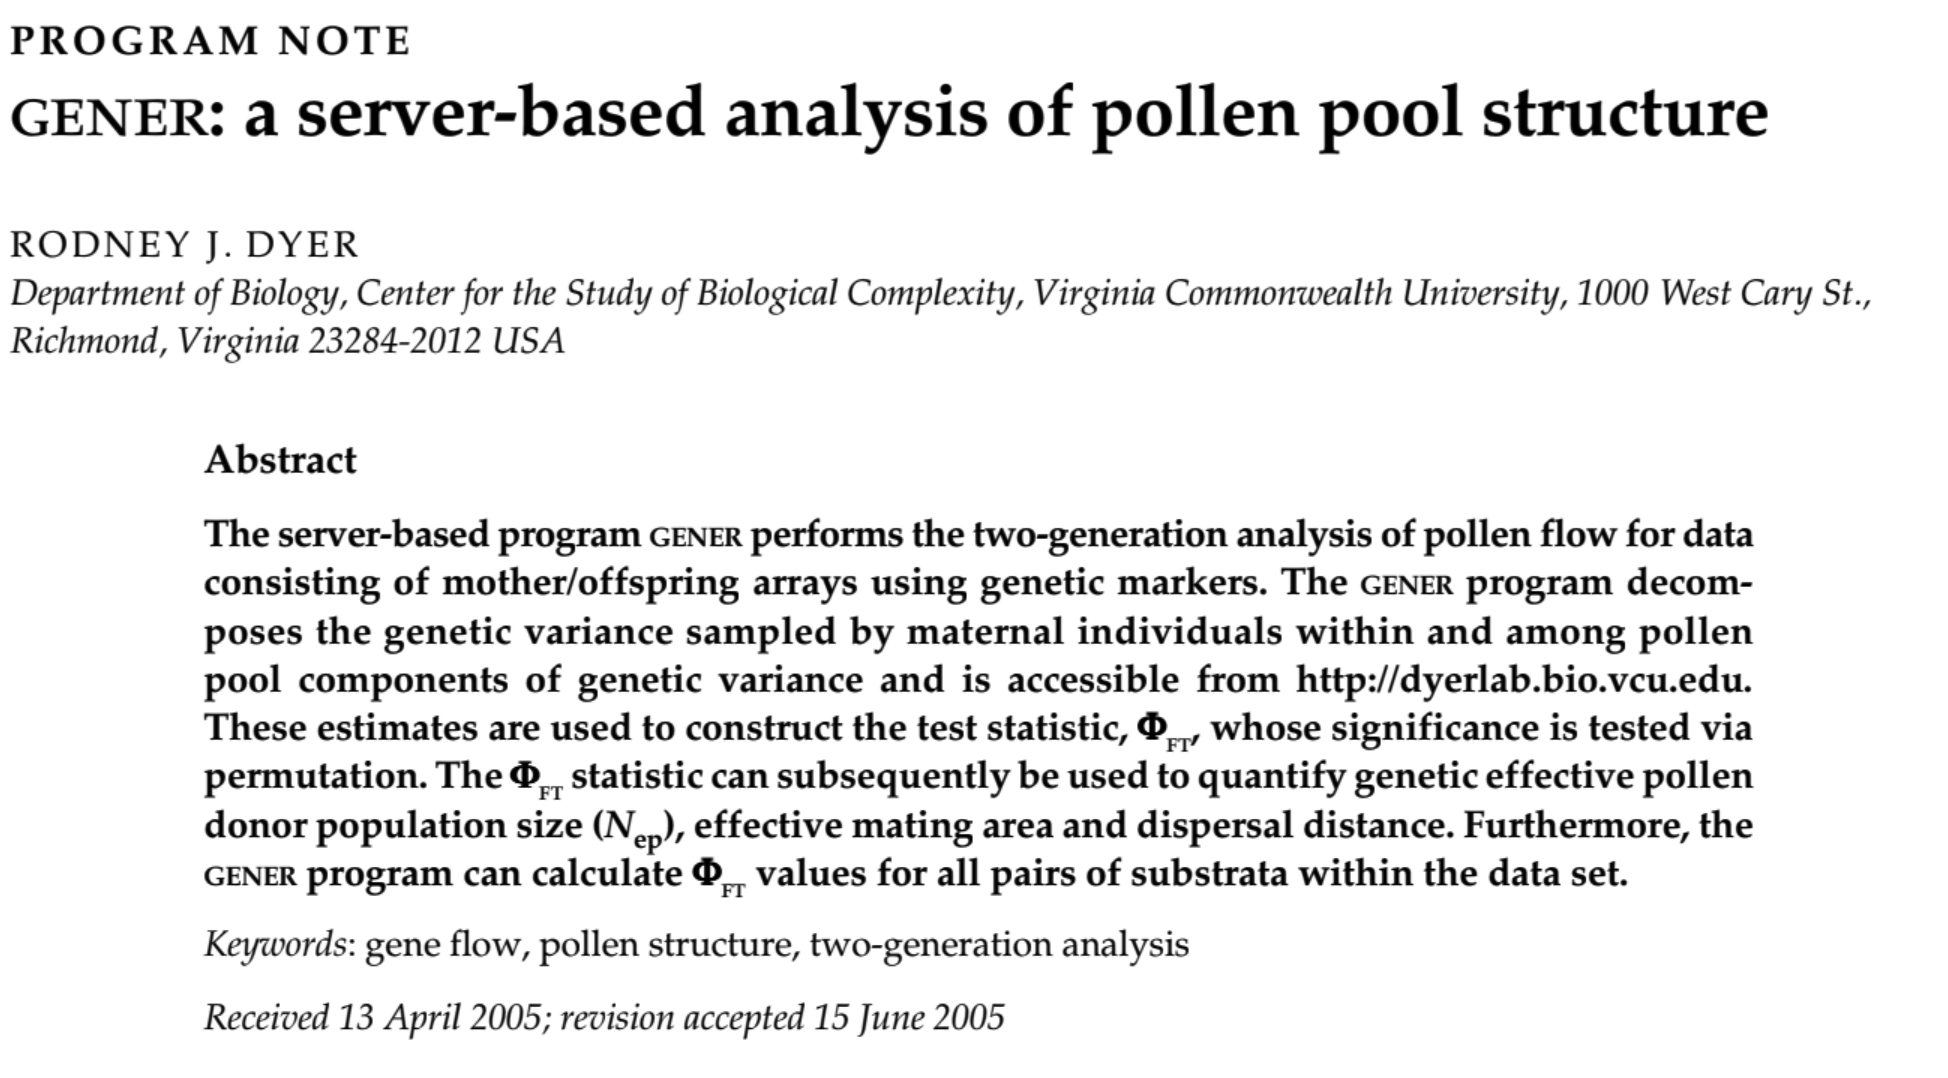 PROGRAM NOTE
GENER: a server-based analysis of pollen pool structure
RODNEY J. DYER
Department of Biology, Center for the Study of Biological Complexity, Virginia Commonwealth University, 1000 West Cary St.,
Richmond, Virginia 23284-2012 USA
Abstract
The server-based program GENER performs the two-generation analysis of pollen flow for data
consisting of mother/offspring arrays using genetic markers. The GENER program decom-
poses the genetic variance sampled by maternal individuals within and among pollen
pool components of genetic variance and is accessible from http://dyerlab.bio.vcu.edu.
These estimates are used to construct the test statistic, ΦFT, whose significance is tested via
permutation. The ΦFT statistic can subsequently be used to quantify genetic effective pollen
donor population size (Nep), effective mating area and dispersal distance. Furthermore, the
GENER program can calculate ΦFT values for all pairs of substrata within the data set.
Keywords: gene flow, pollen structure, two-generation analysis
Received 13 April 2005; revision accepted 15 June 2005